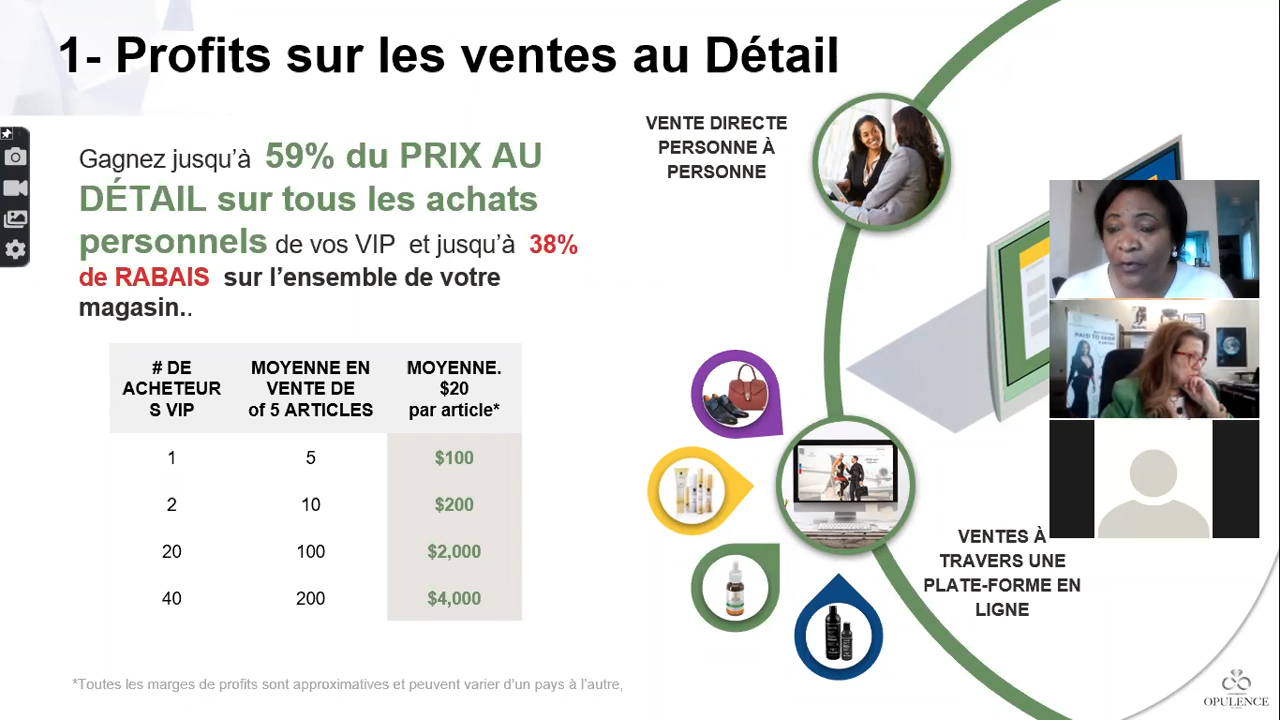 1- Profits sur les ventes au Détail
Gagnez jusqu'à 59% du PRIX AU
DÉTAIL sur tous les achats
personnels de vos VIP et jusqu'à 38%
de RABAIS sur l'ensemble de votre
magasin..
# DE
ACHETEUR
S VIP
MOYENNE EN
VENTE DE
of 5 ARTICLES
MOYENNE.
$20
par article*
1 5 $100
2 10 $200
20 100 $2,000
40 200 $4,000
*Toutes les marges de profits sont approximatives et peuvent varier d'un pays à l'autre,
VENTE DIRECTE
PERSONNE À
PERSONNE
PAID TO
VENTES À
TRAVERS UNE
PLATE-FORME EN
LIGNE
OPULENCE